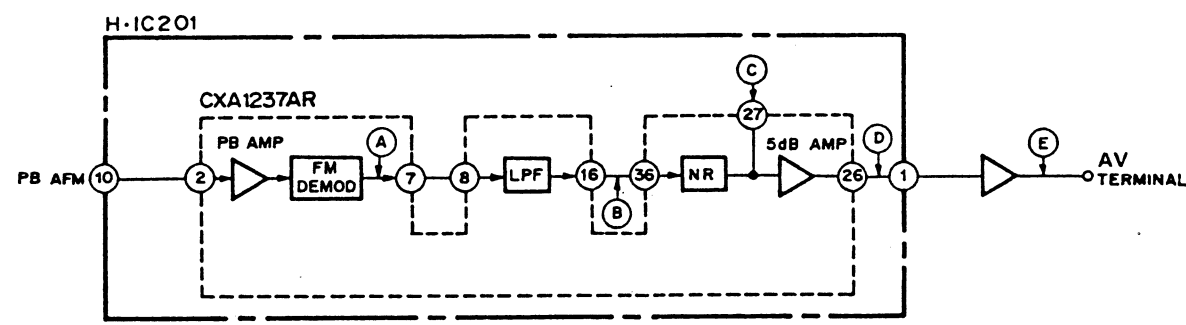 H·IC201
CXA1237AR
PB AMP
A
C
27
5dB AMP
D
E
AV
TERMINAL
PB AFM
10
2
FM
DEMOD
7
8
LPF
16
36
NR
26
1
B